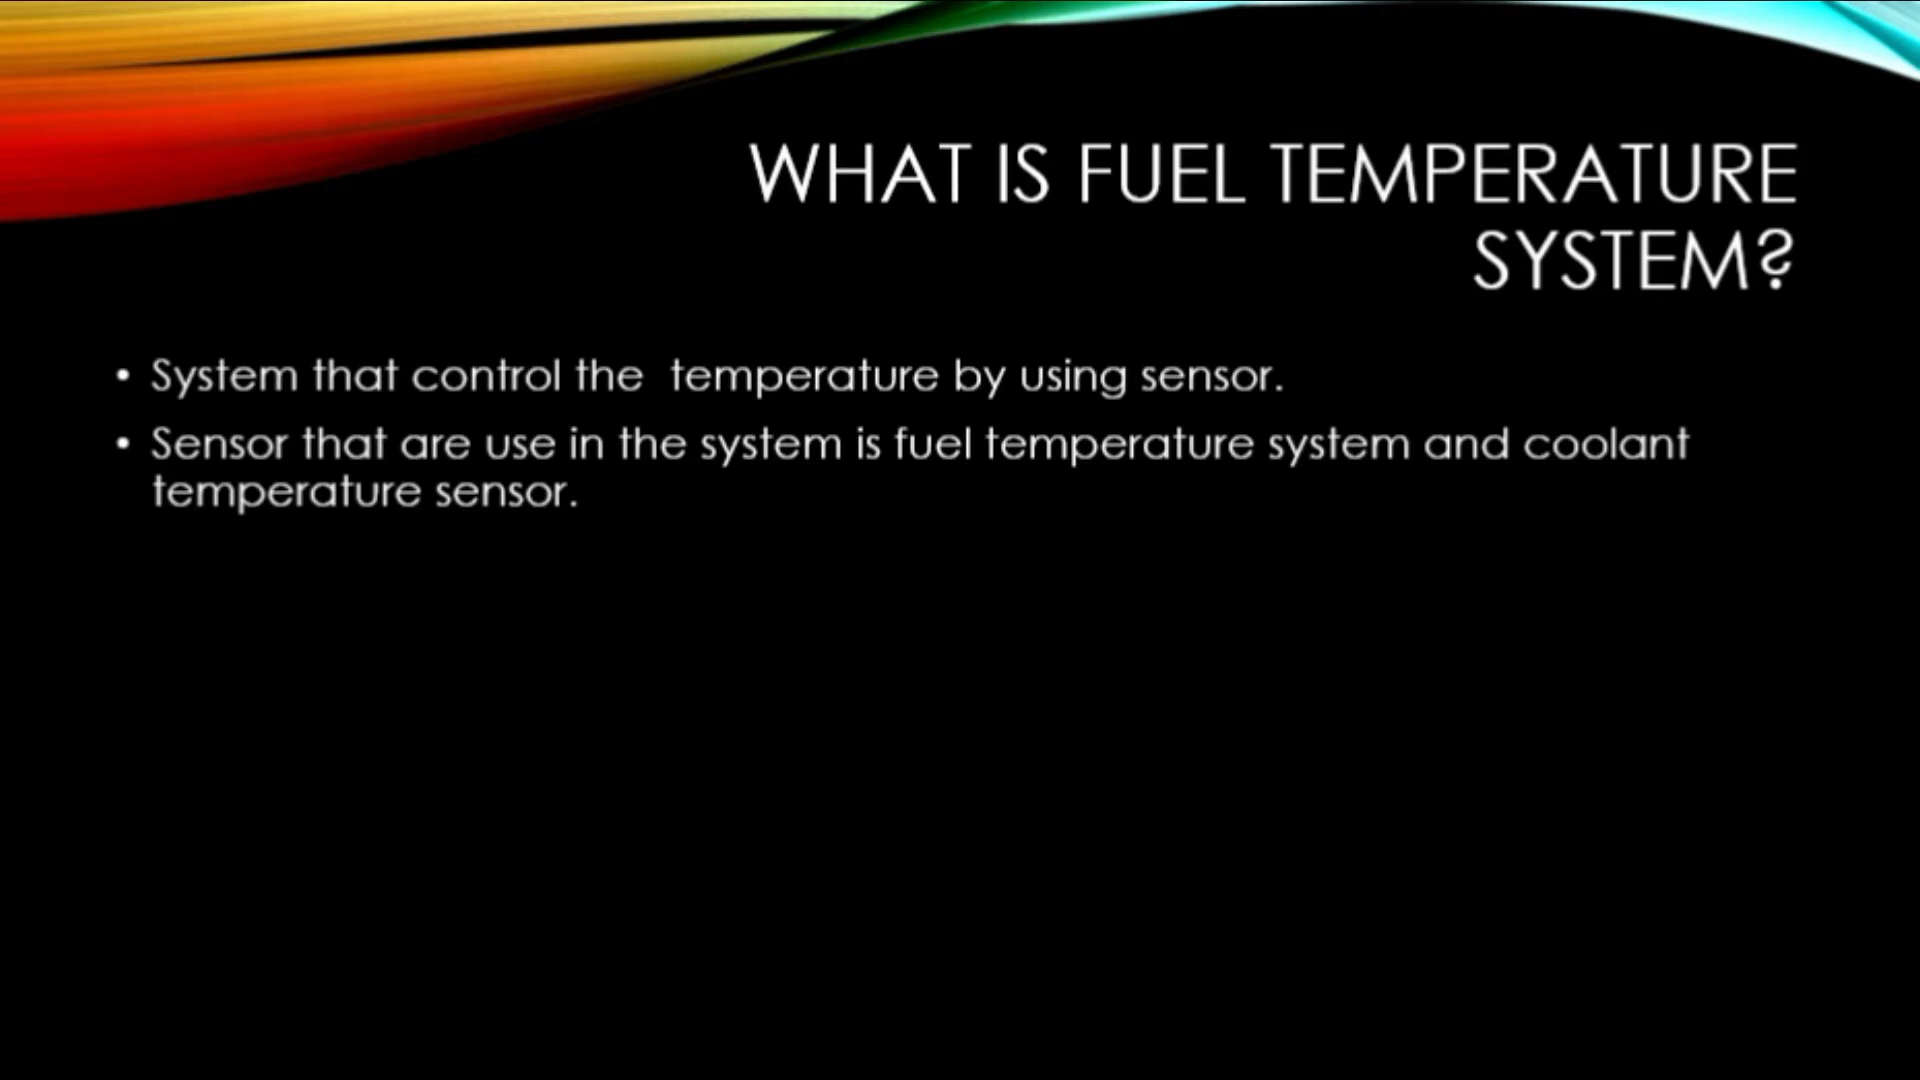 WHAT IS FUEL TEMPERATURE
SYSTEM?
• System that control the  temperature by using sensor.
• Sensor that are use in the system is fuel temperature system and coolant
temperature sensor.